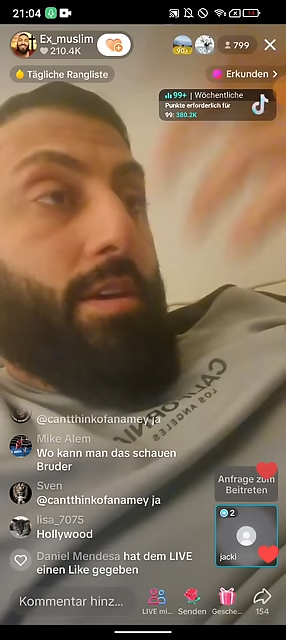 21:04
Ex_muslim
210.4K
90
799
Tägliche Rangliste
Erkunden >
99+ | Wöchentliche
Punkte erforderlich für
99: 380.2K
LOS ANGELES
@cantthinkofanamey ja
Mike Alem
Wo kann man das schauen
Bruder
Sven
@cantthinkofanamey ja
lisa_7075
Hollywood
Daniel Mendesa hat dem LIVE
einen Like gegeben
Anfrage zum
Beitreten
2
jacki
Kommentar hinz...
LIVE mi...
Senden
Gesche...
154